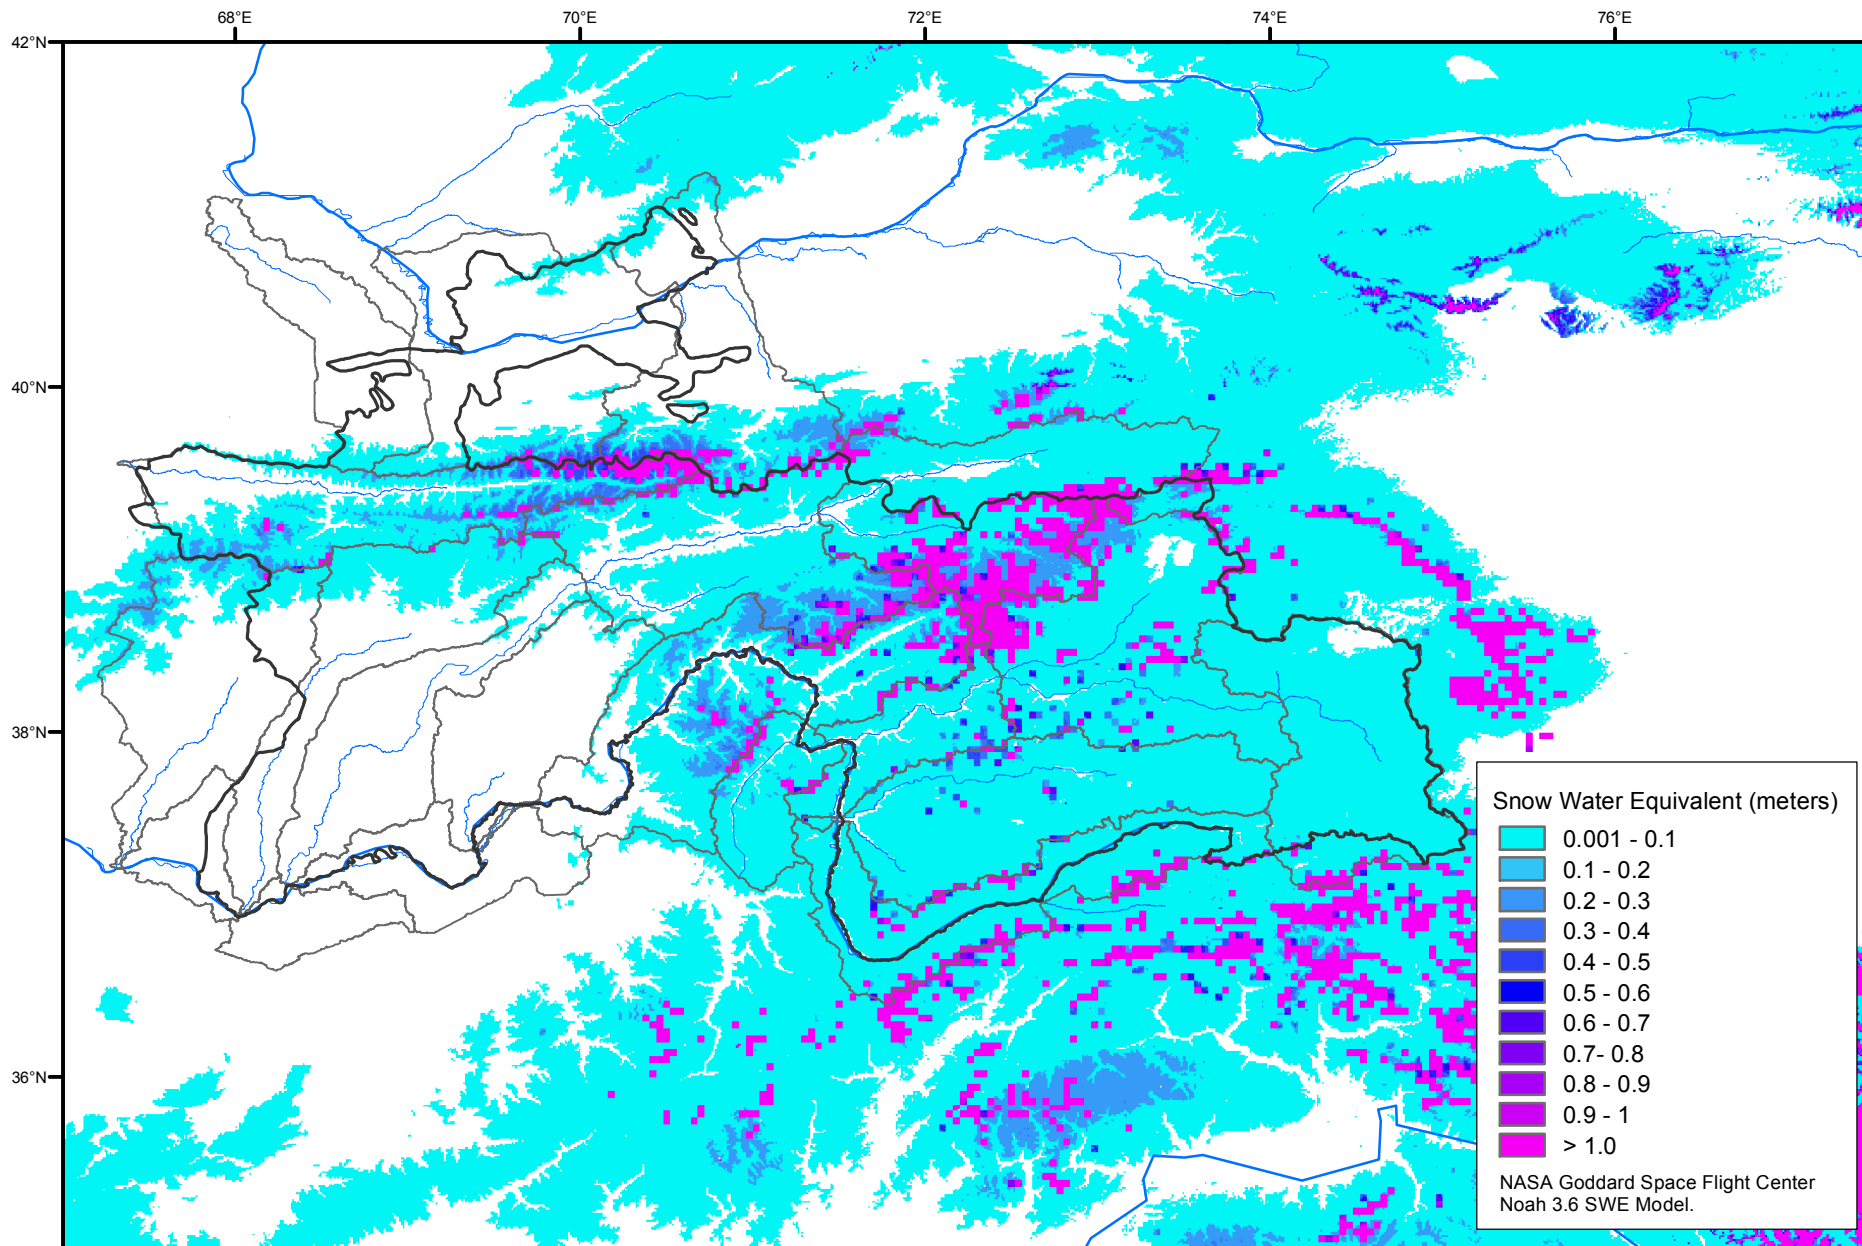 68°E 70°E 72°E 74°E 76°E
42°N
40°N
38°N
36°N
Snow Water Equivalent (meters)
0.001 - 0.1
0.1 - 0.2
0.2 - 0.3
0.3 - 0.4
0.4 - 0.5
0.5 - 0.6
0.6 - 0.7
0.7- 0.8
0.8 - 0.9
0.9 - 1
> 1.0
NASA Goddard Space Flight Center
Noah 3.6 SWE Model.